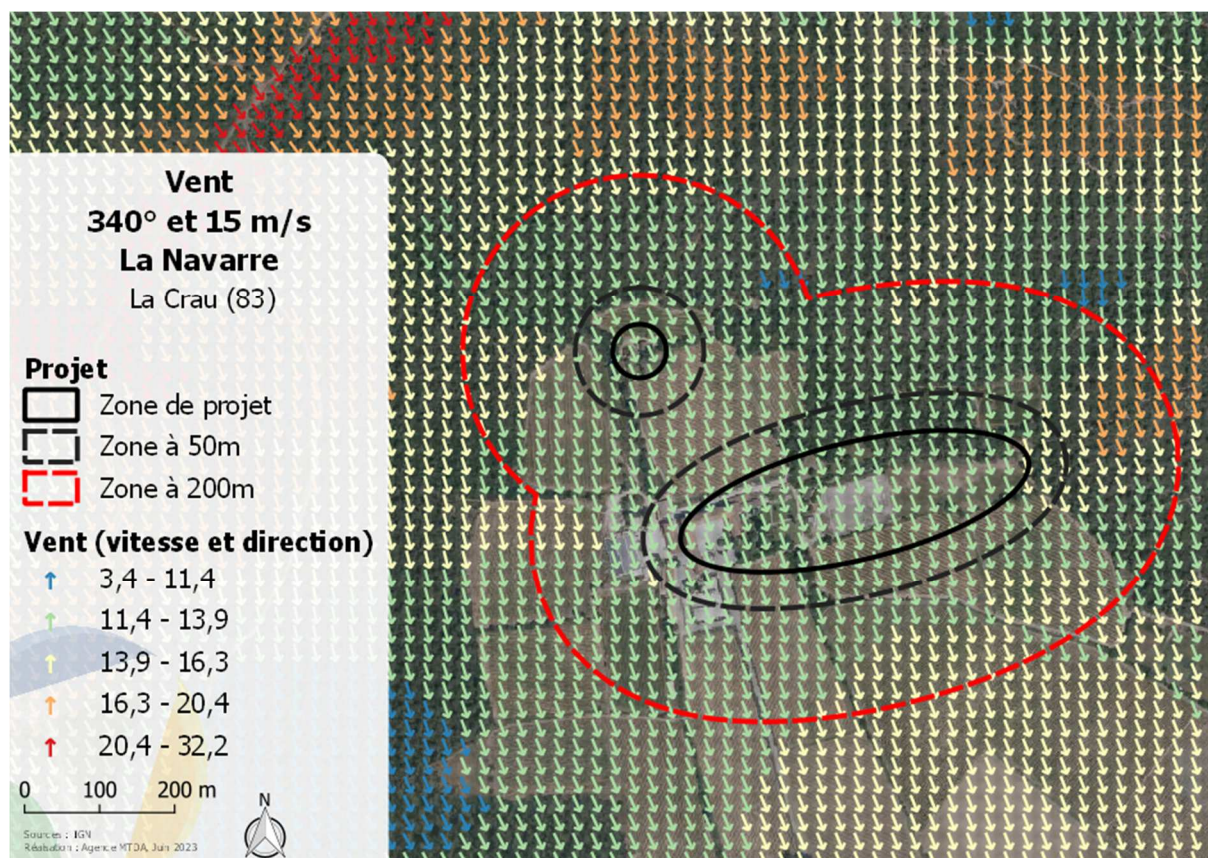 Vent
340° et 15 m/s
La Navarre
La Crau (83)
Projet
Zone de projet
Zone à 50m
Zone à 200m
Vent (vitesse et direction)
3,4 - 11,4
11,4 - 13,9
13,9 - 16,3
16,3 - 20,4
20,4 - 32,2
0 100 200 m
N
Sources : IGN
Réalisation : Agence MTDA, Juin 2023